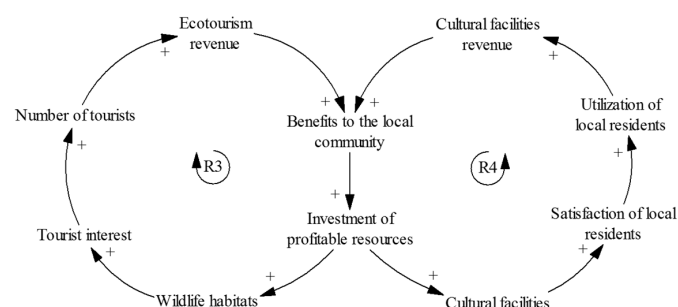 Ecotourism
revenue
Cultural facilities
revenue
+
+
Number of tourists
+
+
Benefits to the local
community
Utilization of
local residents
+
+
R3
R4
+
Tourist interest
+
Investment of
profitable resources
Satisfaction of local
residents
+
+
+
Wildlife habitats
Cultural facilities